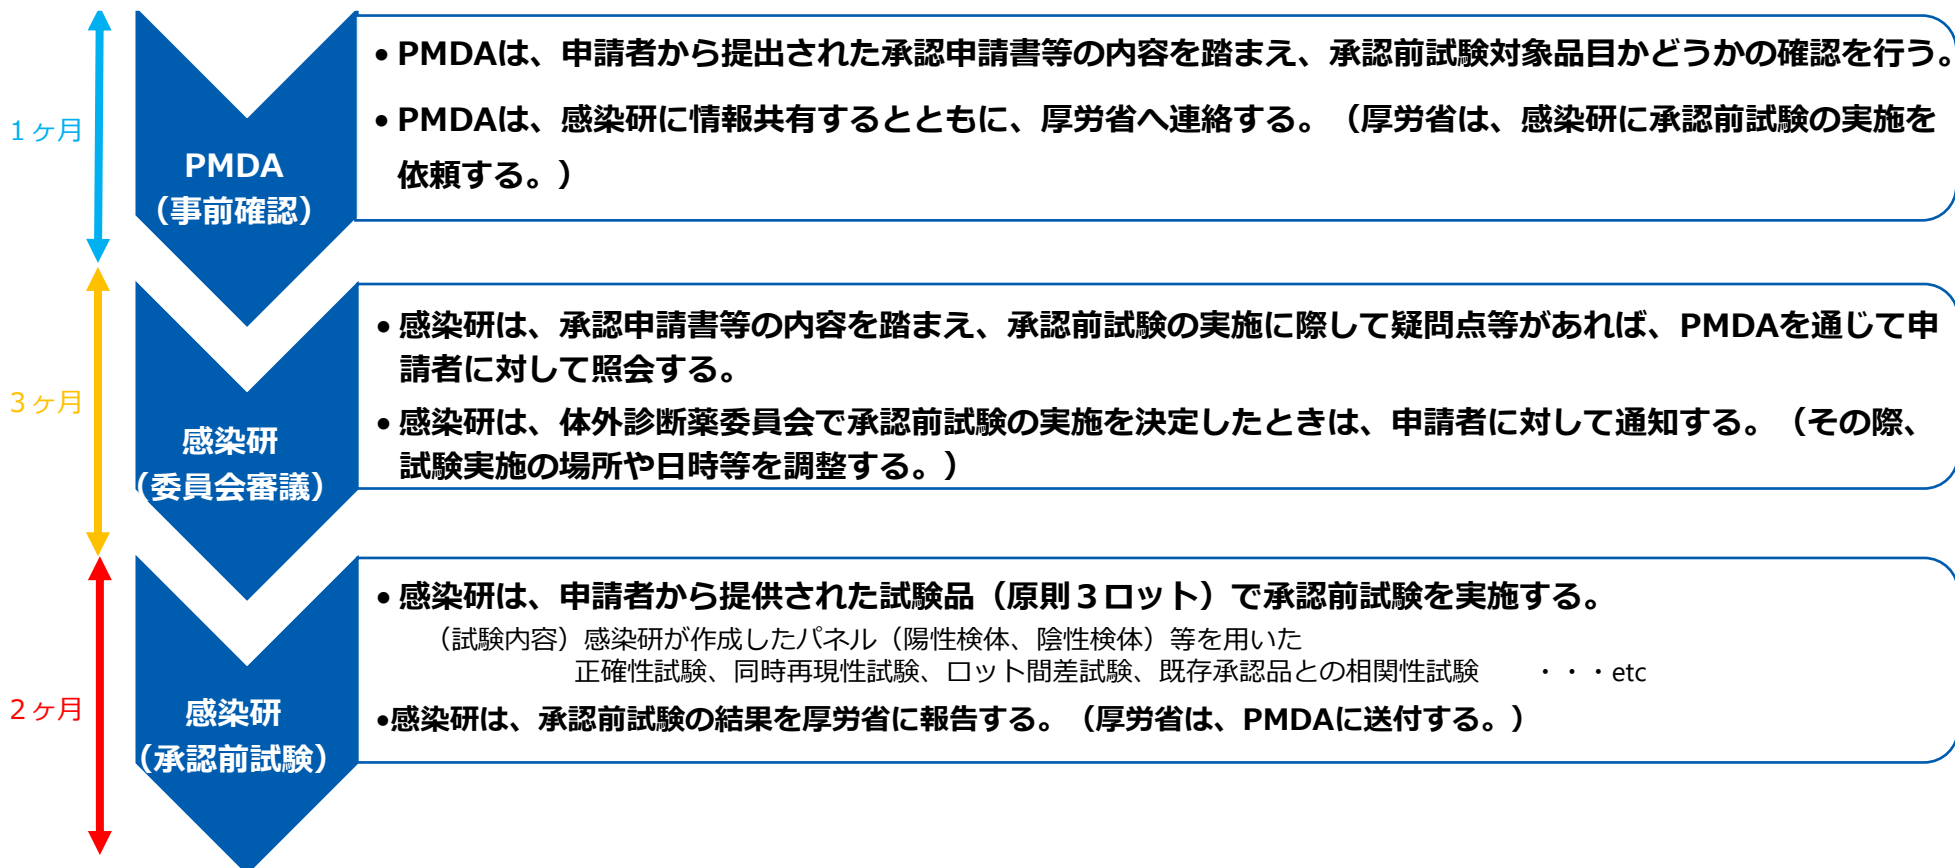 1ヶ月
PMDA
（事前確認）
• PMDAは、申請者から提出された承認申請書等の内容を踏まえ、承認前試験対象品目かどうかの確認を行う。
• PMDAは、感染研に情報共有するとともに、厚労省へ連絡する。（厚労省は、感染研に承認前試験の実施を
依頼する。）
３ヶ月
感染研
（委員会審議）
• 感染研は、承認申請書等の内容を踏まえ、承認前試験の実施に際して疑問点等があれば、PMDAを通じて申
請者に対して照会する。
• 感染研は、体外診断薬委員会で承認前試験の実施を決定したときは、申請者に対して通知する。（その際、
試験実施の場所や日時等を調整する。）
２ヶ月
感染研
（承認前試験）
• 感染研は、申請者から提供された試験品（原則３ロット）で承認前試験を実施する。
（試験内容）感染研が作成したパネル（陽性検体、陰性検体）等を用いた
正確性試験、同時再現性試験、ロット間差試験、既存承認品との相関性試験　・・・etc
•感染研は、承認前試験の結果を厚労省に報告する。（厚労省は、PMDAに送付する。）